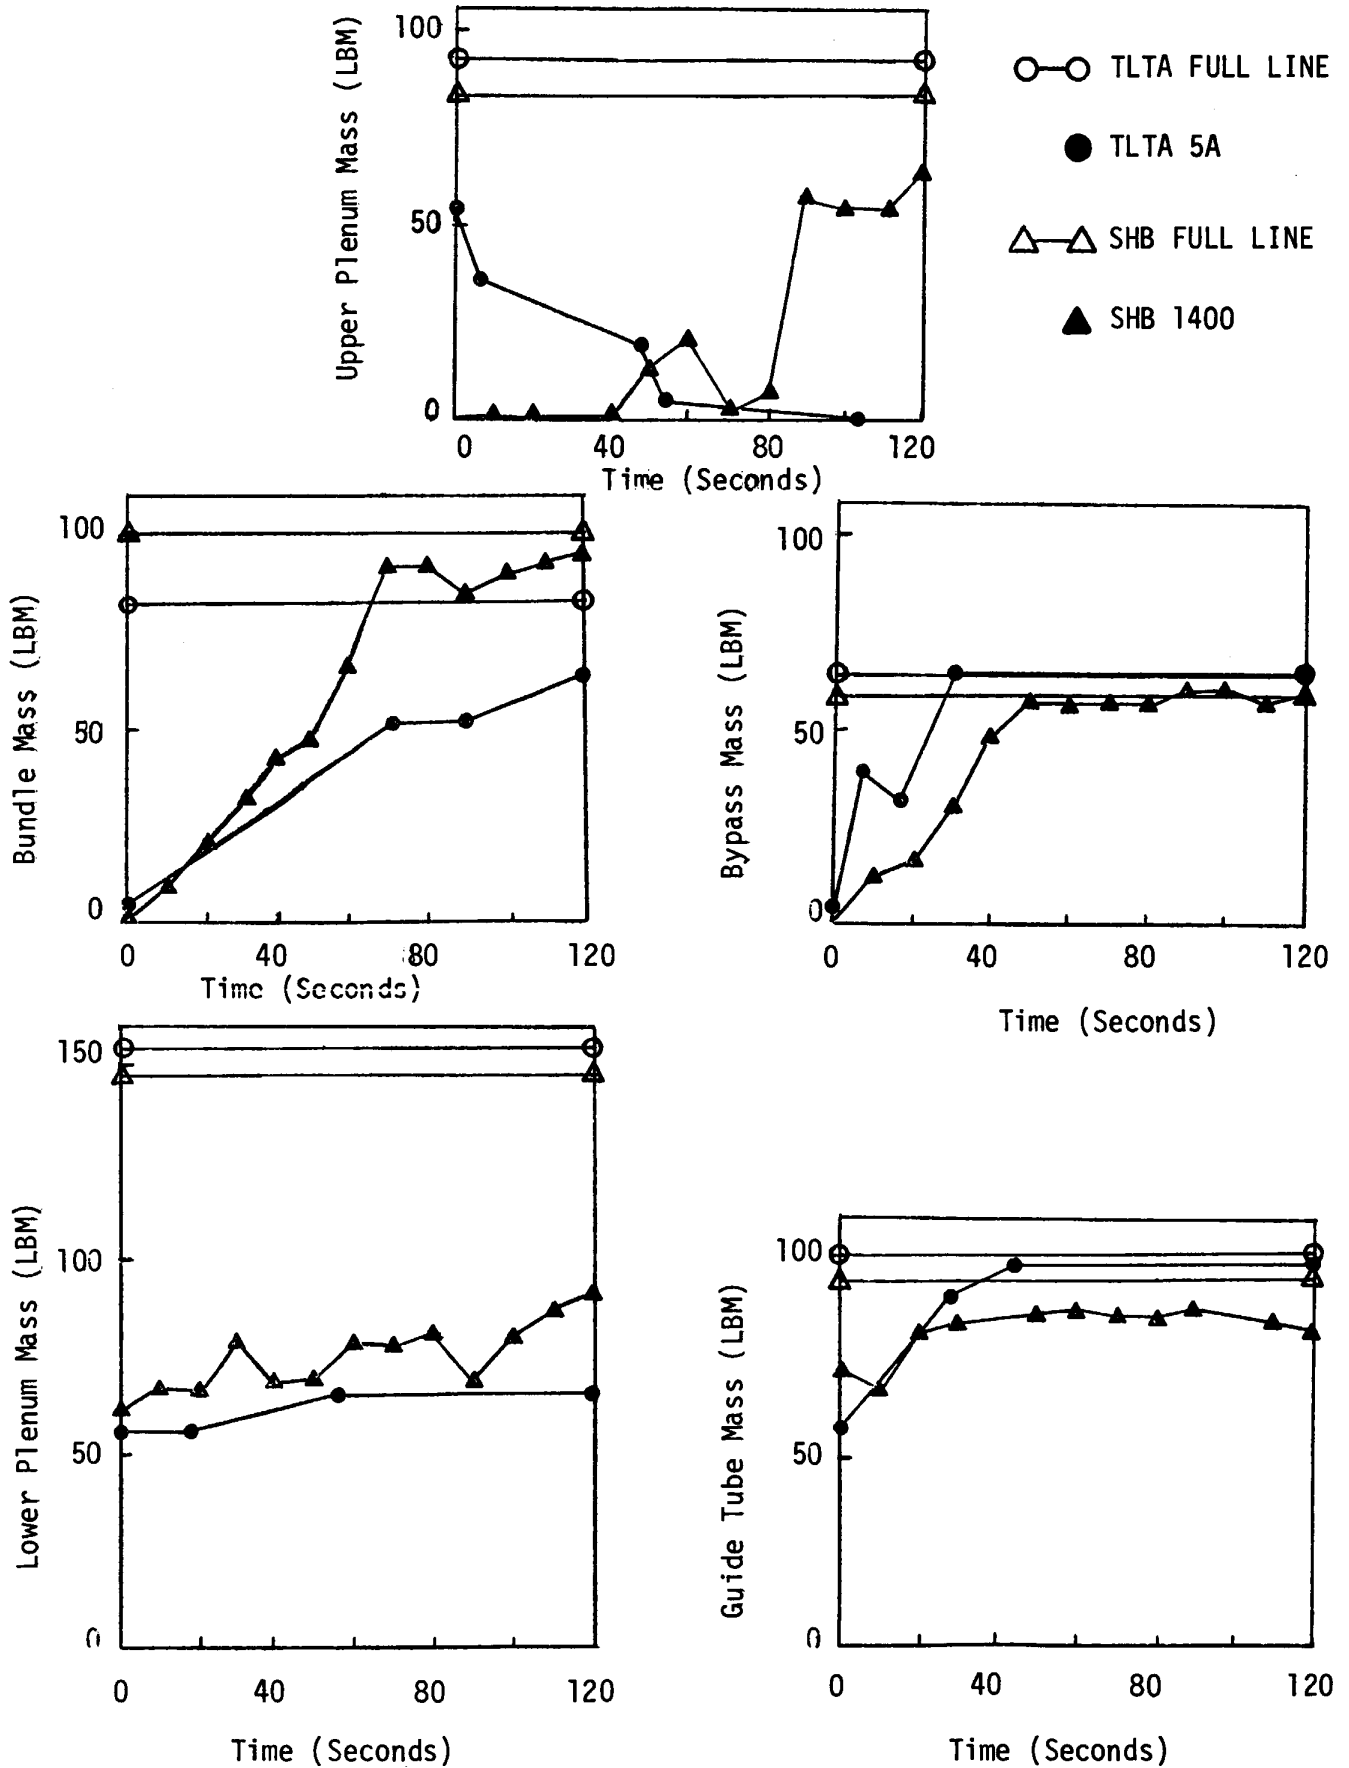 100
50
0
Upper Plenum Mass (LBM)
0 40 80 120
Time (Seconds)
TLTA FULL LINE
TLTA 5A
SHB FULL LINE
SHB 1400
100
50
0
Bundle Mass (LBM)
0 40 80 120
Time (Seconds)
100
50
0
Bypass Mass (LBM)
0 40 80 120
Time (Seconds)
150
100
50
0
Lower Plenum Mass (LBM)
0 40 80 120
Time (Seconds)
100
50
0
Guide Tube Mass (LBM)
0 40 80 120
Time (Seconds)